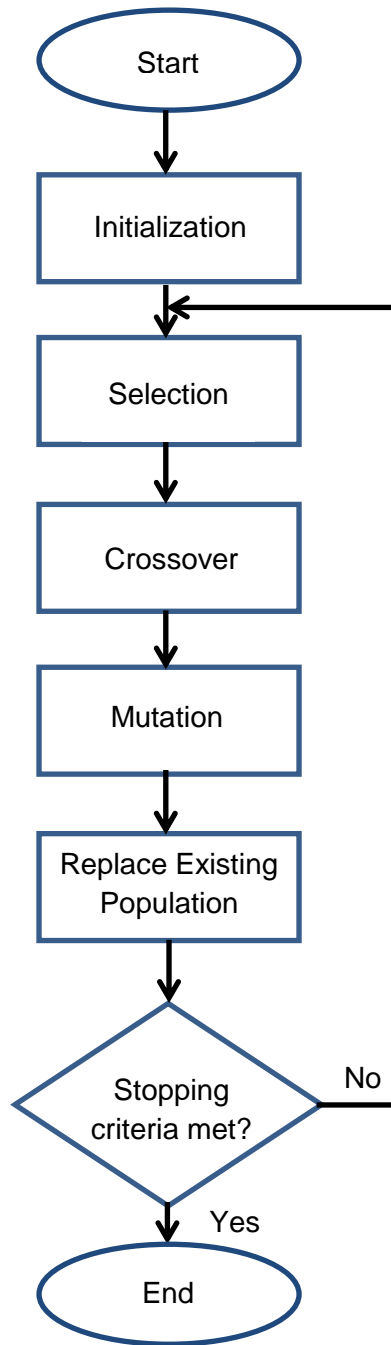 Start
Initialization
Selection
Crossover
Mutation
Replace Existing
Population
Stopping
criteria met?
No
Yes
End